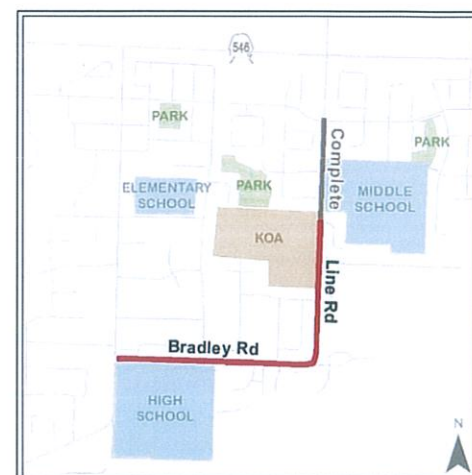 546
PARK
PARK
Complete
ELEMENTARY
SCHOOL
PARK
MIDDLE
SCHOOL
KOA
Line Rd
Bradley Rd
HIGH
SCHOOL
N